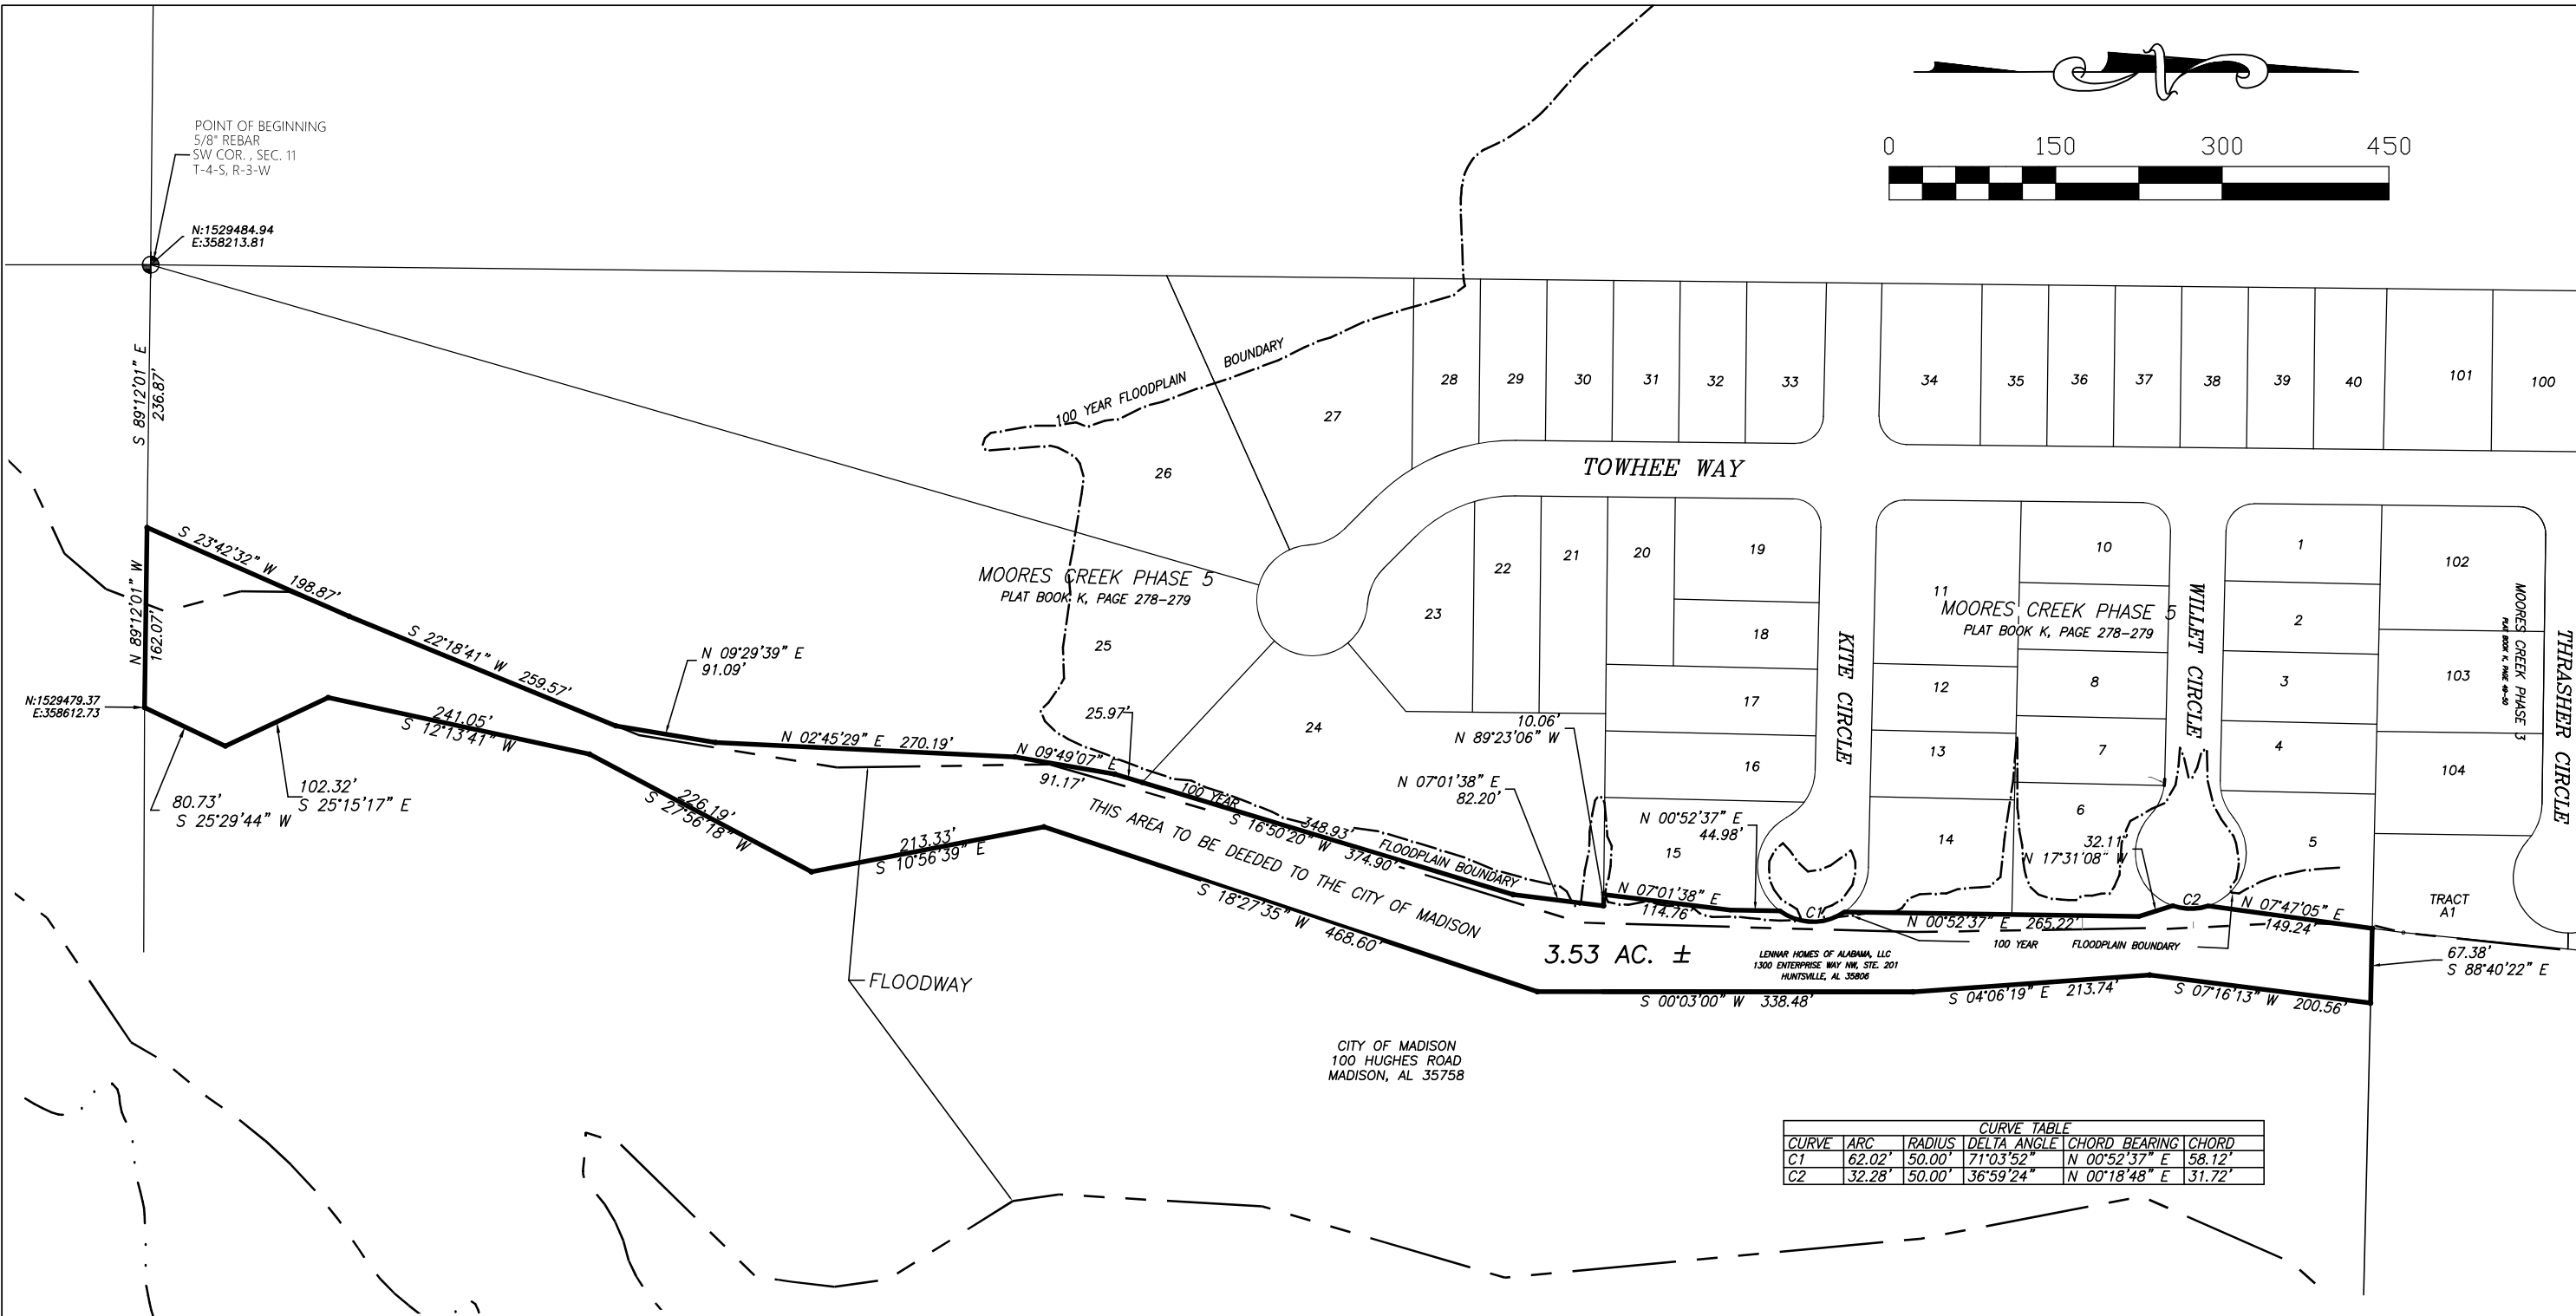 0 150 300 450
POINT OF BEGINNING
5/8" REBAR
SW COR. , SEC. 11
T-4-S, R-3-W
N:1529484.94
E:358213.81
S 89°12'01" E
236.87'
N 89°12'01" W
162.07'
N:1529479.37
E:358612.73
S 23°42'32" W 198.87'
S 22°18'41" W 259.57'
N 09°29'39" E
91.09'
N 02°45'29" E 270.19'
N 09°49'07" E
91.17'
25.97'
80.73'
S 25°29'44" W
102.32'
S 25°15'17" E
241.05'
S 12°13'41" W
226.19'
S 27°56'18" W
213.33'
S 10°56'39" E
S 18°27'35" W 468.60'
FLOODWAY
100 YEAR FLOODPLAIN BOUNDARY
MOORES CREEK PHASE 5
PLAT BOOK K, PAGE 278-279
26
27
25
24
23
22
21
20
19
18
17
16
15
28
29
30
31
32
33
34
35
36
37
38
39
40
101
100
TOWHEE WAY
KITE CIRCLE
WILLET CIRCLE
THRASHER CIRCLE
11
12
13
14
10
8
7
6
1
2
3
4
5
102
103
104
MOORES CREEK PHASE 5
PLAT BOOK K, PAGE 278-279
MOORES CREEK PHASE 3
PLAT BOOK K, PAGE 49-50
TRACT
A1
100 YEAR FLOODPLAIN BOUNDARY
348.93'
S 16°50'20" W 374.90'
THIS AREA TO BE DEEDED TO THE CITY OF MADISON
10.06'
N 89°23'06" W
N 07°01'38" E
82.20'
N 07°01'38" E
114.76'
N 00°52'37" E
44.98'
C1
N 00°52'37" E 265.22'
32.11'
N 17°31'08" W
C2
N 07°47'05" E
149.24'
67.38'
S 88°40'22" E
100 YEAR FLOODPLAIN BOUNDARY
3.53 AC. ±
LENNAR HOMES OF ALABAMA, LLC
1300 ENTERPRISE WAY NW, STE. 201
HUNTSVILLE, AL 35806
S 00°03'00" W 338.48'
S 04°06'19" E 213.74'
S 07°16'13" W 200.56'
CITY OF MADISON
100 HUGHES ROAD
MADISON, AL 35758
CURVE TABLE
CURVE ARC RADIUS DELTA ANGLE CHORD BEARING CHORD
C1 62.02' 50.00' 71°03'52" N 00°52'37" E 58.12'
C2 32.28' 50.00' 36°59'24" N 00°18'48" E 31.72'